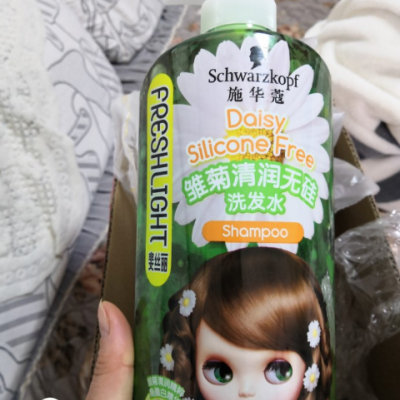 Schwarzkopf
施华蔻
FRESHLIGHT
美丝丽
Daisy
Silicone Free
雏菊清润无硅
洗发水
Shampoo